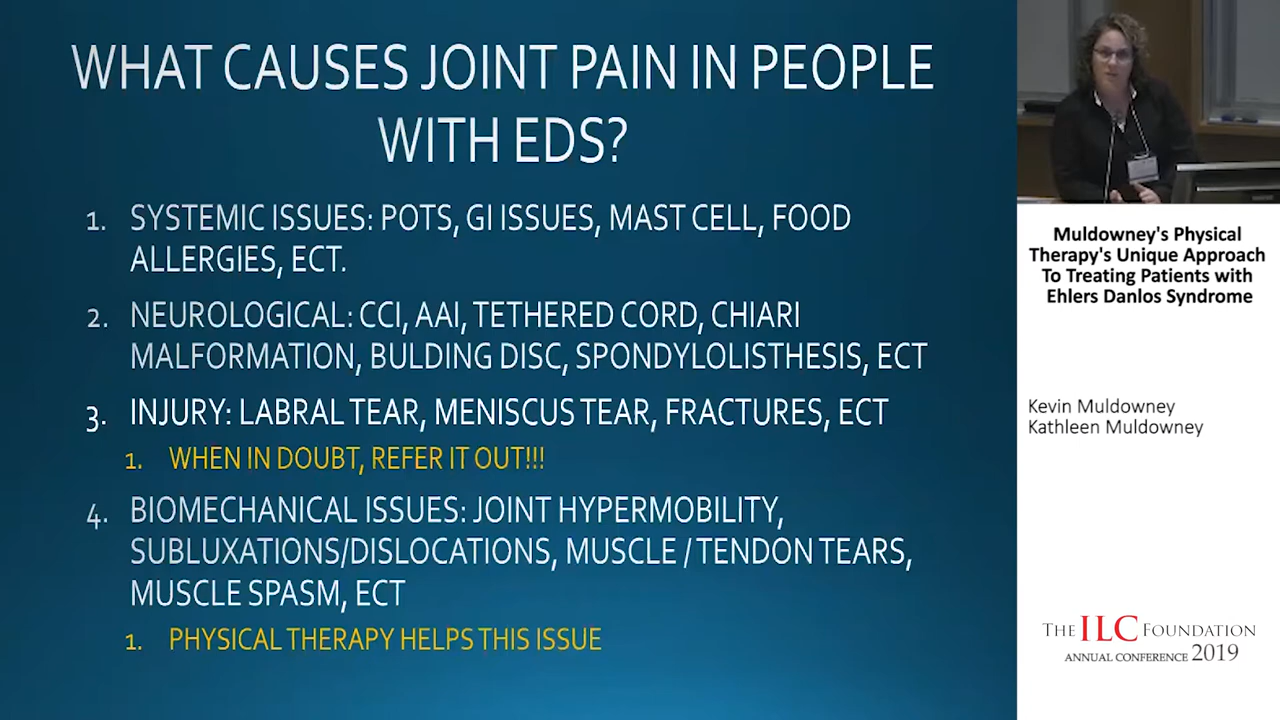 WHAT CAUSES JOINT PAIN IN PEOPLE
WITH EDS?
1. SYSTEMIC ISSUES: POTS, GI ISSUES, MAST CELL, FOOD
ALLERGIES, ECT.
2. NEUROLOGICAL: CCI, AAI, TETHERED CORD, CHIARI
MALFORMATION, BULDING DISC, SPONDYLOLISTHESIS, ECT
3. INJURY: LABRAL TEAR, MENISCUS TEAR, FRACTURES, ECT
1. WHEN IN DOUBT, REFER IT OUT!!!
4. BIOMECHANICAL ISSUES: JOINT HYPERMOBILITY,
SUBLUXATIONS/DISLOCATIONS, MUSCLE / TENDON TEARS,
MUSCLE SPASM, ECT
1. PHYSICAL THERAPY HELPS THIS ISSUE
Muldowney's Physical
Therapy's Unique Approach
To Treating Patients with
Ehlers Danlos Syndrome
Kevin Muldowney
Kathleen Muldowney
THE ILC FOUNDATION
ANNUAL CONFERENCE 2019